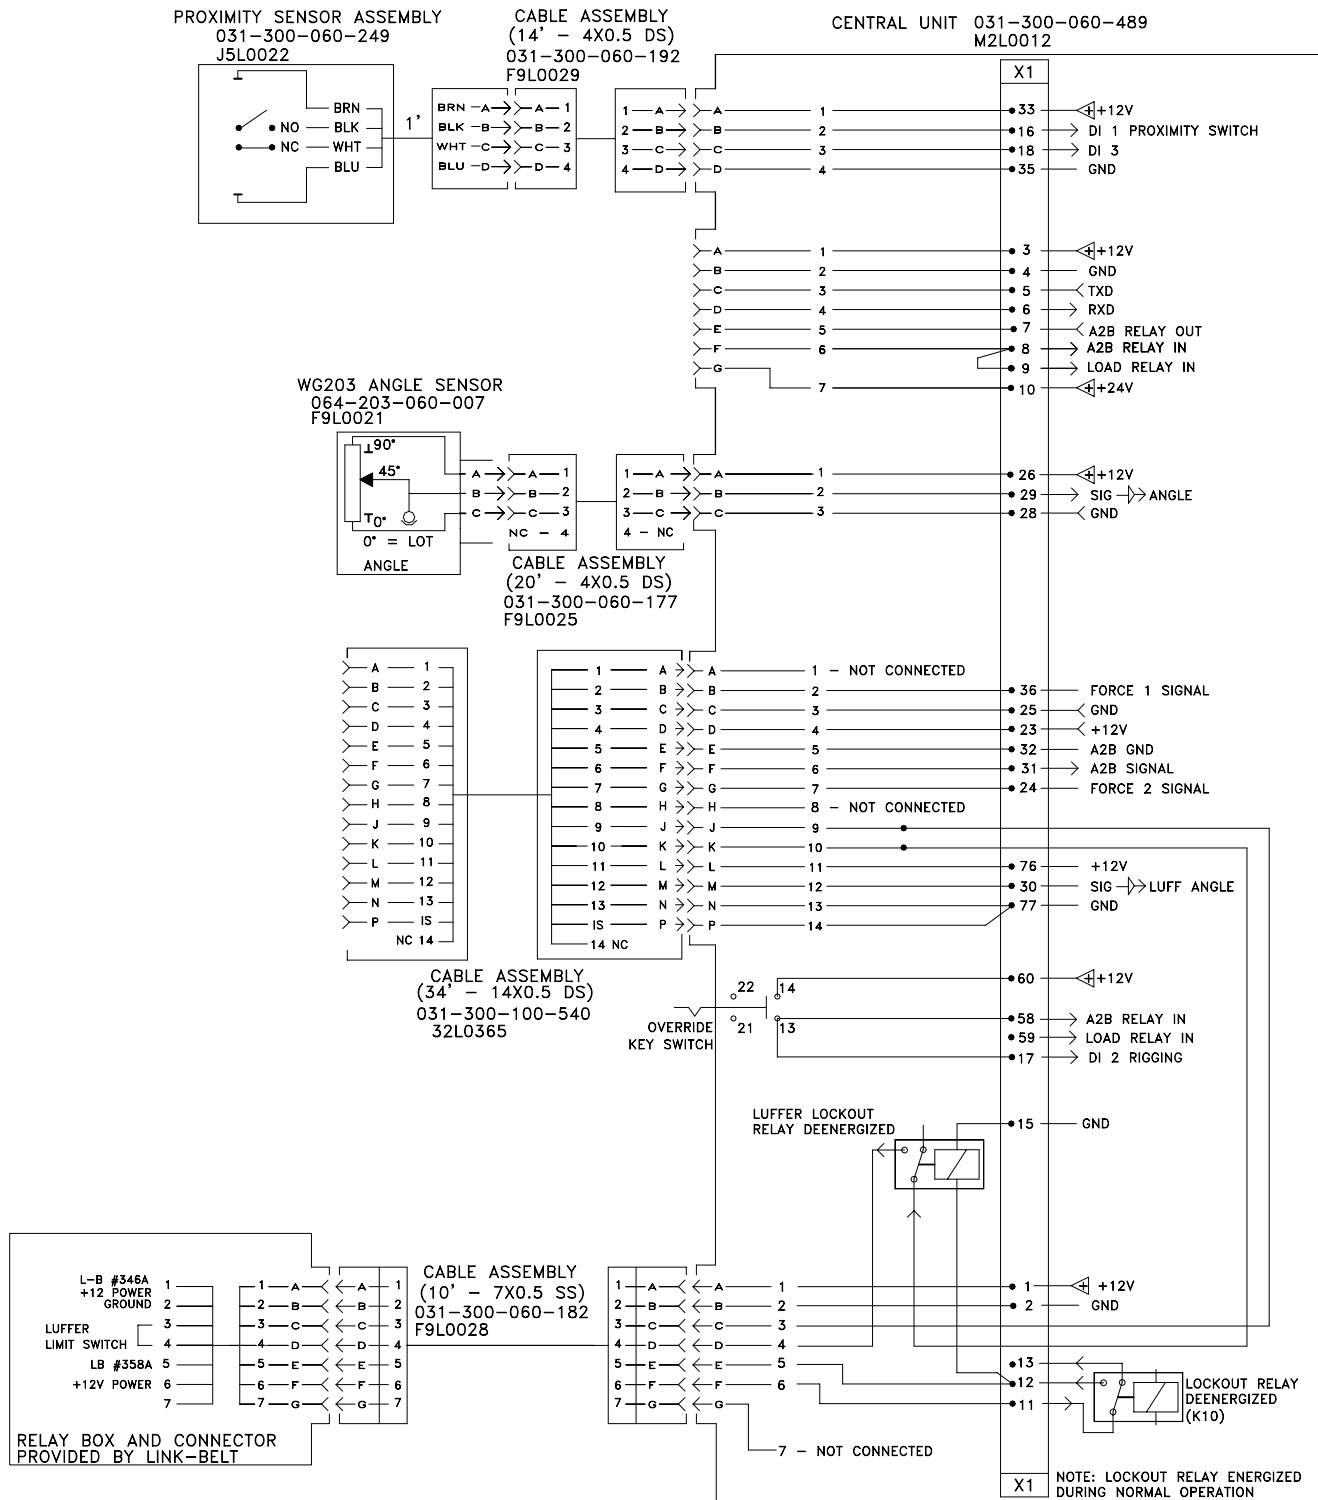 PROXIMITY SENSOR ASSEMBLY
031-300-060-249
J5L0022
CABLE ASSEMBLY
(14' - 4X0.5 DS)
031-300-060-192
F9L0029
CENTRAL UNIT 031-300-060-489
M2L0012
X1
BRN
NO BLK
NC WHT
BLU
1'
BRN A A 1
BLK B B 2
WHT C C 3
BLU D D 4
1 A A 1 33 +12V
2 B B 2 16 DI 1 PROXIMITY SWITCH
3 C C 3 18 DI 3
4 D D 4 35 GND
A 1 3 +12V
B 2 4 GND
C 3 5 TXD
D 4 6 RXD
E 5 7 A2B RELAY OUT
F 6 8 A2B RELAY IN
9 LOAD RELAY IN
G 7 10 +24V
WG203 ANGLE SENSOR
064-203-060-007
F9L0021
90°
45°
0°
0° = LOT
ANGLE
A A 1
B B 2
C C 3
NC - 4
1 A A 1 26 +12V
2 B B 2 29 SIG ANGLE
3 C C 3 28 GND
4 - NC
CABLE ASSEMBLY
(20' - 4X0.5 DS)
031-300-060-177
F9L0025
A 1
B 2
C 3
D 4
E 5
F 6
G 7
H 8
J 9
K 10
L 11
M 12
N 13
P IS
NC 14
1 A A 1 - NOT CONNECTED
2 B B 2 36 FORCE 1 SIGNAL
3 C C 3 25 GND
4 D D 4 23 +12V
5 E E 5 32 A2B GND
6 F F 6 31 A2B SIGNAL
7 G G 7 24 FORCE 2 SIGNAL
8 H H 8 - NOT CONNECTED
9 J J 9
10 K K 10
11 L L 11 76 +12V
12 M M 12 30 SIG LUFF ANGLE
13 N N 13 77 GND
IS P P 14
14 NC
CABLE ASSEMBLY
(34' - 14X0.5 DS)
031-300-100-540
32L0365
22 14
21 13
OVERRIDE
KEY SWITCH
60 +12V
58 A2B RELAY IN
59 LOAD RELAY IN
17 DI 2 RIGGING
LUFFER LOCKOUT
RELAY DEENERGIZED
15 GND
L-B #346A
+12 POWER 1
GROUND 2
3
LUFFER
LIMIT SWITCH 4
LB #358A 5
+12V POWER 6
7
1 A A 1
2 B B 2
3 C C 3
4 D D 4
5 E E 5
6 F F 6
7 G G 7
RELAY BOX AND CONNECTOR
PROVIDED BY LINK-BELT
CABLE ASSEMBLY
(10' - 7X0.5 SS)
031-300-060-182
F9L0028
1 A A 1 1 +12V
2 B B 2 2 GND
3 C C 3
4 D D 4
5 E E 5
6 F F 6
7 G G
7 - NOT CONNECTED
13
12
11
LOCKOUT RELAY
DEENERGIZED
(K10)
X1
NOTE: LOCKOUT RELAY ENERGIZED
DURING NORMAL OPERATION